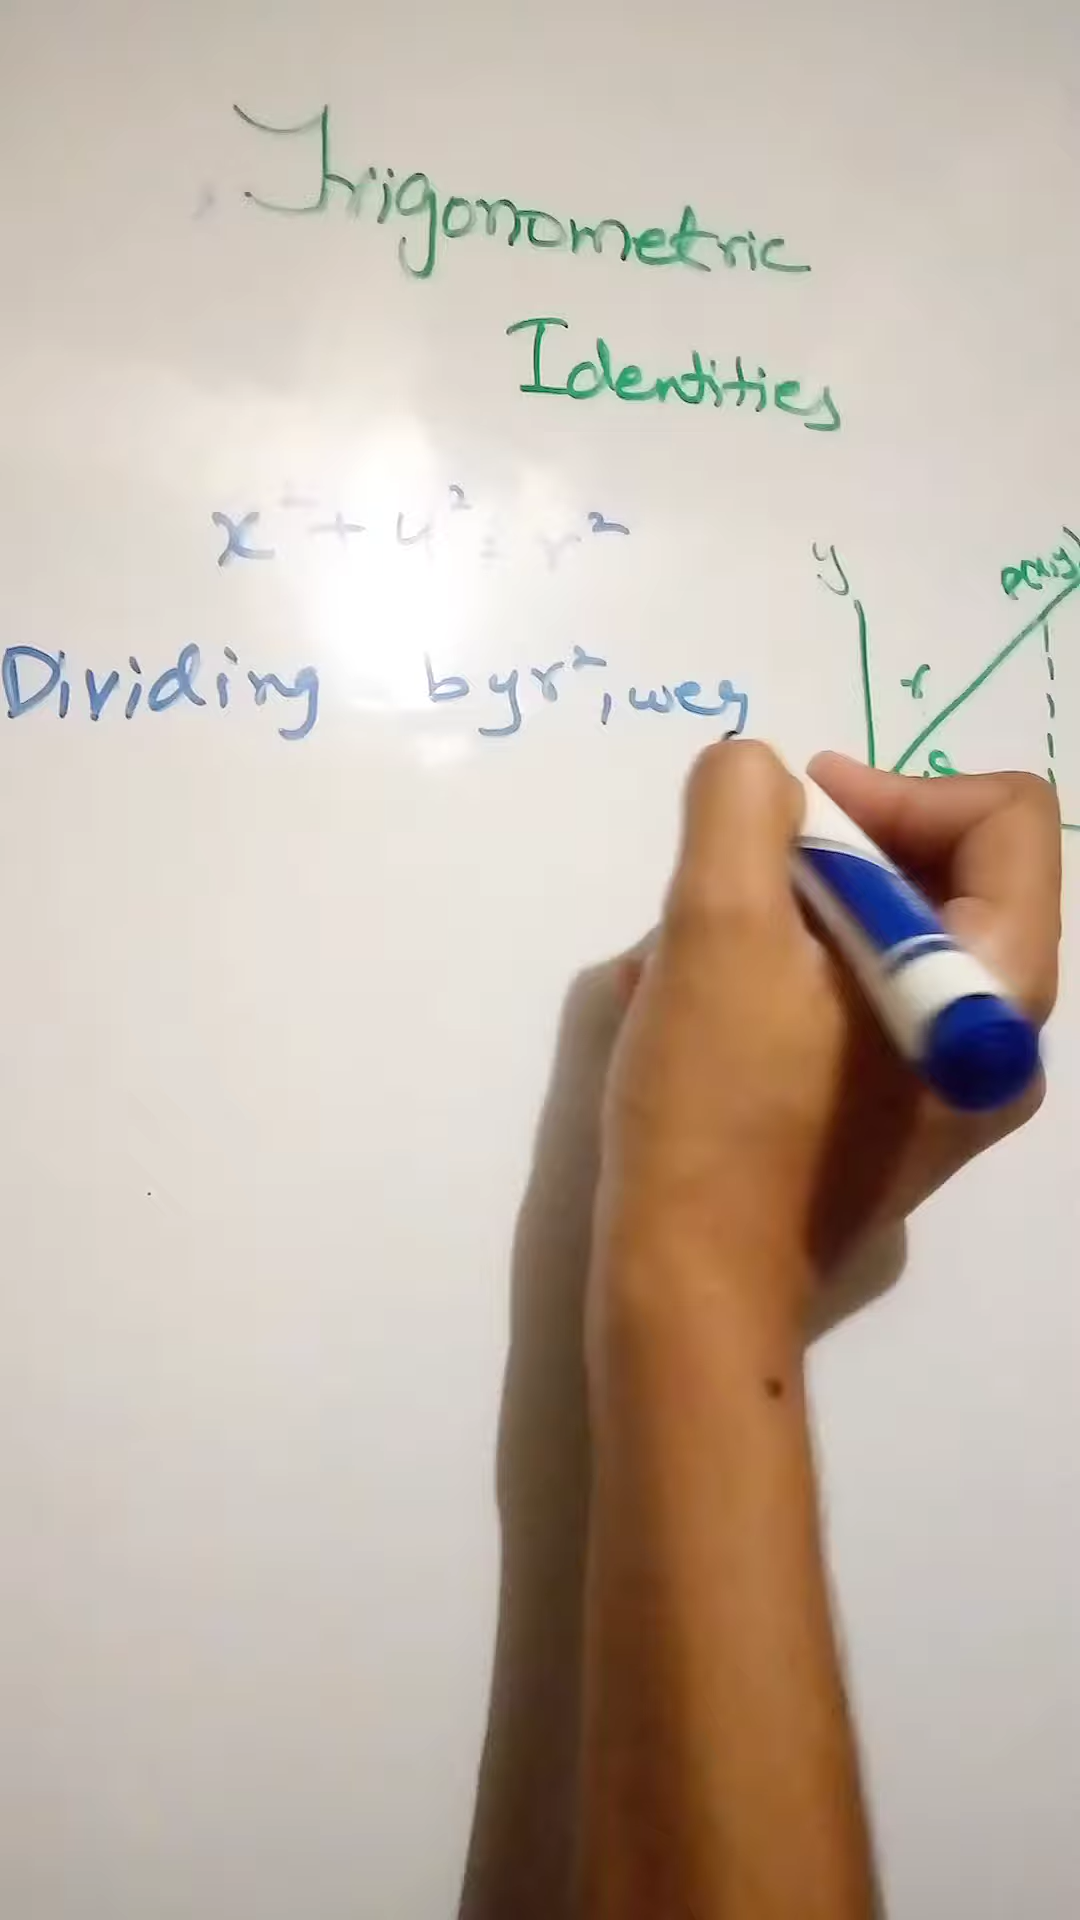 Trigonometric
Identities
x² + y² = r²
y
P(x,y)
r
Dividing by r², we g